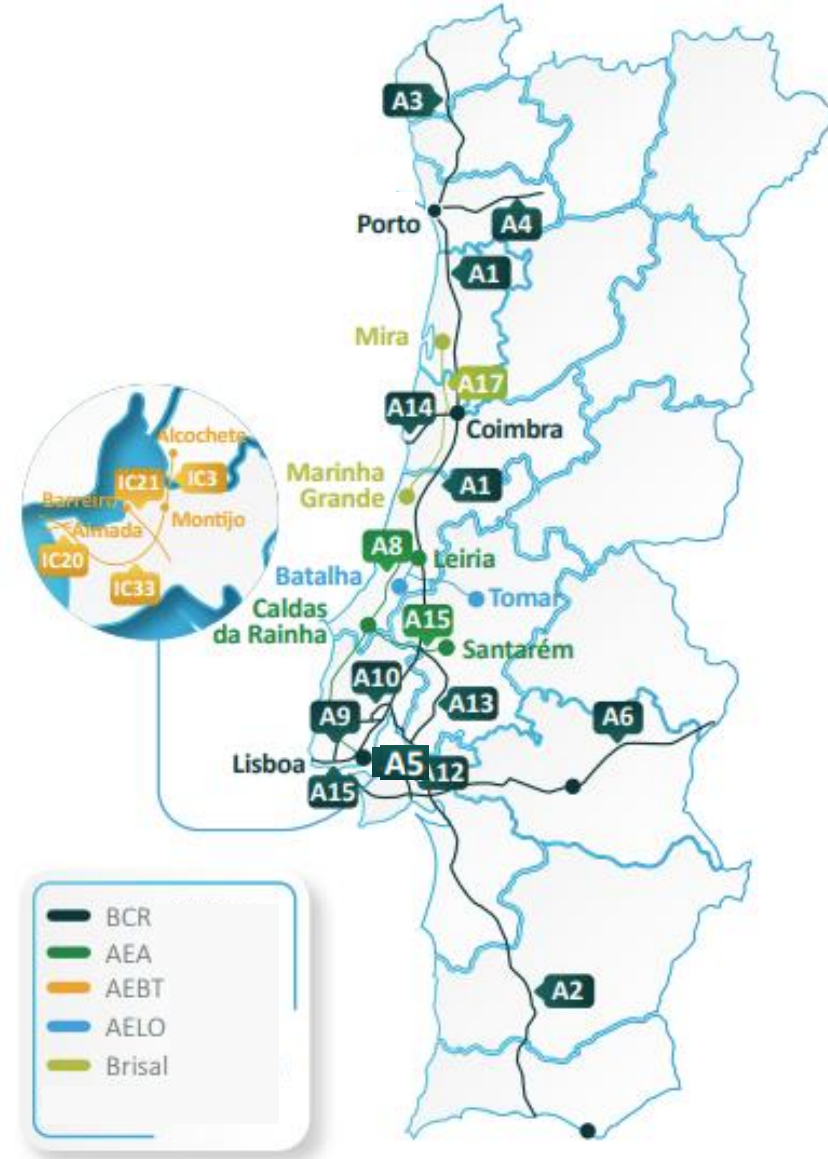 A3
Porto
A4
A1
Mira
A17
A14
Coimbra
Marinha
Grande
A1
Alcochete
IC21
IC3
Barreiro
Montijo
Almada
IC20
IC33
A8
Leiria
Batalha
Tomar
Caldas
da Rainha
A15
Santarém
A10
A13
A9
A6
Lisboa
A5
A12
A15
A2
BCR
AEA
AEBT
AELO
Brisal